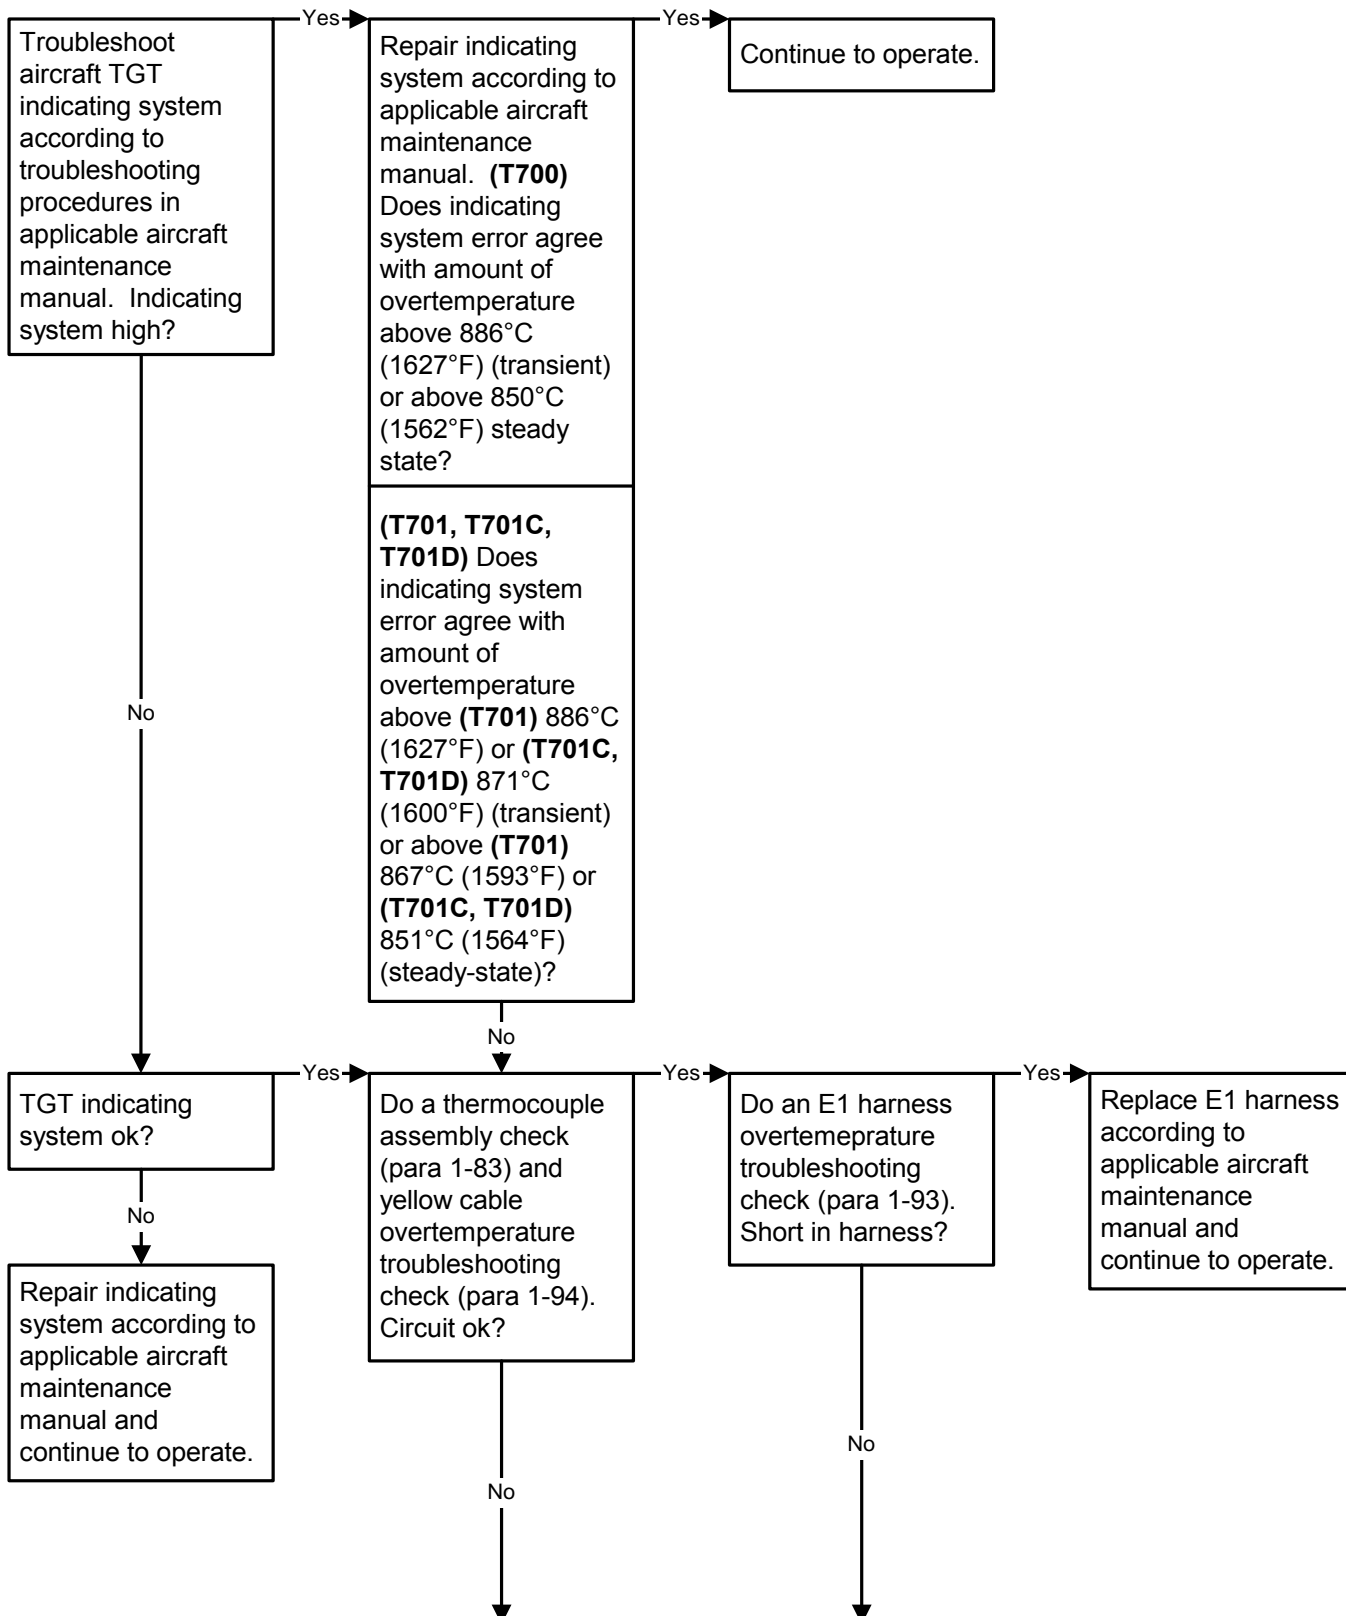 Yes
Yes
Troubleshoot
aircraft TGT
indicating system
according to
troubleshooting
procedures in
applicable aircraft
maintenance
manual.  Indicating
system high?
Repair indicating
system according to
applicable aircraft
maintenance
manual.  (T700)
Does indicating
system error agree
with amount of
overtemperature
above 886°C
(1627°F) (transient)
or above 850°C
(1562°F) steady
state?
Continue to operate.
(T701, T701C,
T701D) Does
indicating system
error agree with
amount of
overtemperature
above (T701) 886°C
(1627°F) or (T701C,
T701D) 871°C
(1600°F) (transient)
or above (T701)
867°C (1593°F) or
(T701C, T701D)
851°C (1564°F)
(steady-state)?
No
No
Yes
Yes
Yes
TGT indicating
system ok?
No
Repair indicating
system according to
applicable aircraft
maintenance
manual and
continue to operate.
Do a thermocouple
assembly check
(para 1-83) and
yellow cable
overtemperature
troubleshooting
check (para 1-94).
Circuit ok?
Do an E1 harness
overtemeprature
troubleshooting
check (para 1-93).
Short in harness?
Replace E1 harness
according to
applicable aircraft
maintenance
manual and
continue to operate.
No
No